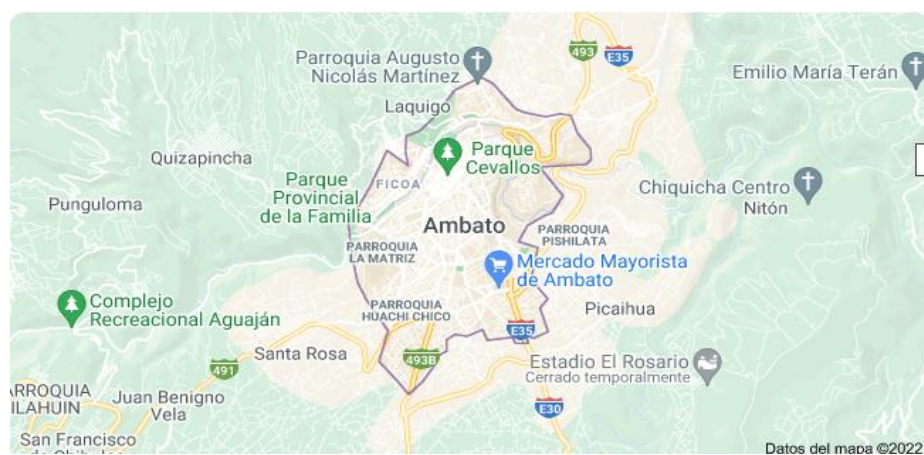 493
E35
Parroquia Augusto
Nicolás Martínez
Emilio María Terán
Laquigo
Quizapincha
Parque
Cevallos
Parque
Provincial
de la Familia
FICOA
Chiquicha Centro
Nitón
Punguloma
Ambato
PARROQUIA
PISHILATA
PARROQUIA
LA MATRIZ
Mercado Mayorista
de Ambato
Complejo
Recreacional Aguaján
PARROQUIA
HUACHI CHICO
Picaihua
E35
Santa Rosa
493B
491
Estadio El Rosario
Cerrado temporalmente
ARROQUIA
ILAHUIN
Juan Benigno
Vela
E30
San Francisco
Datos del mapa ©2022